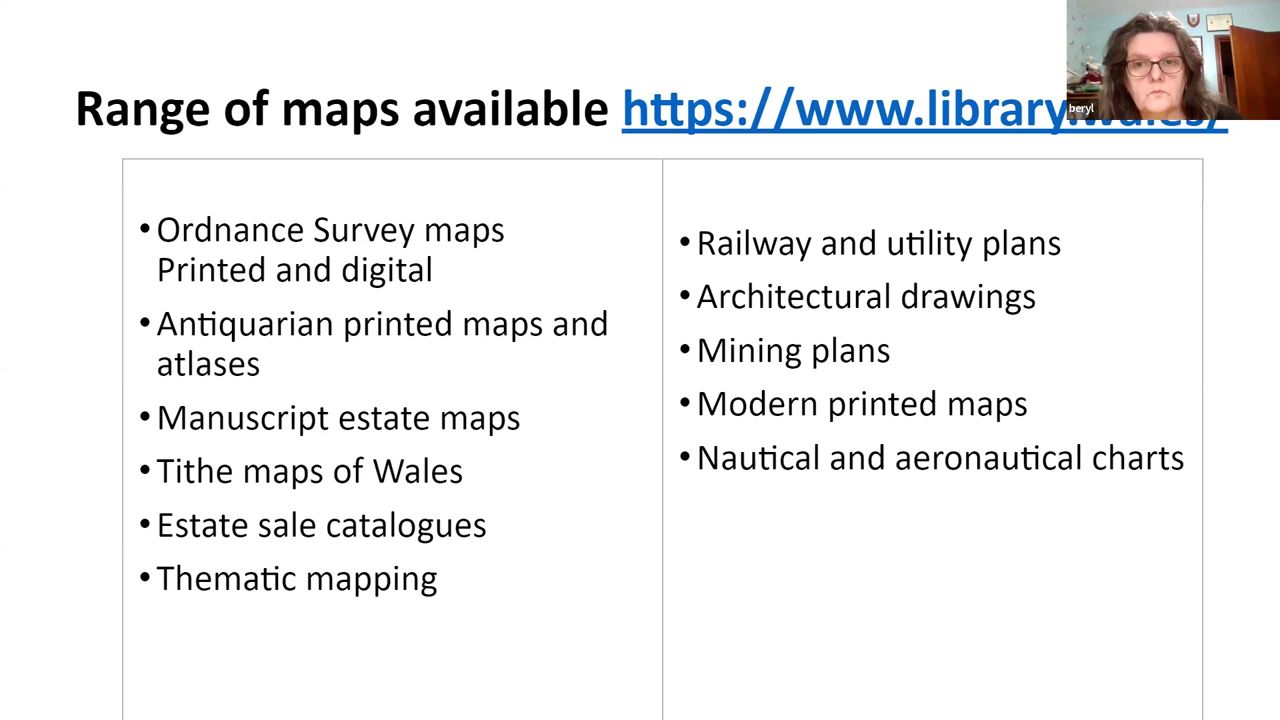 Range of maps available https://www.library.wales/
beryl
• Ordnance Survey maps
Printed and digital
• Antiquarian printed maps and
atlases
• Manuscript estate maps
• Tithe maps of Wales
• Estate sale catalogues
• Thematic mapping
• Railway and utility plans
• Architectural drawings
• Mining plans
• Modern printed maps
• Nautical and aeronautical charts